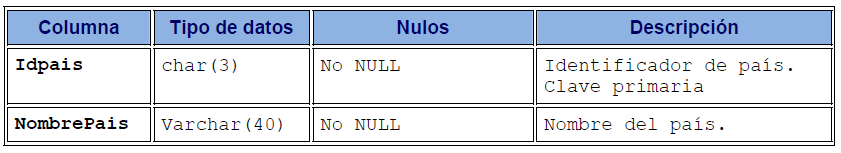 Columna Tipo de datos Nulos Descripción
Idpais char(3) No NULL Identificador de país.
Clave primaria
NombrePais Varchar(40) No NULL Nombre del país.